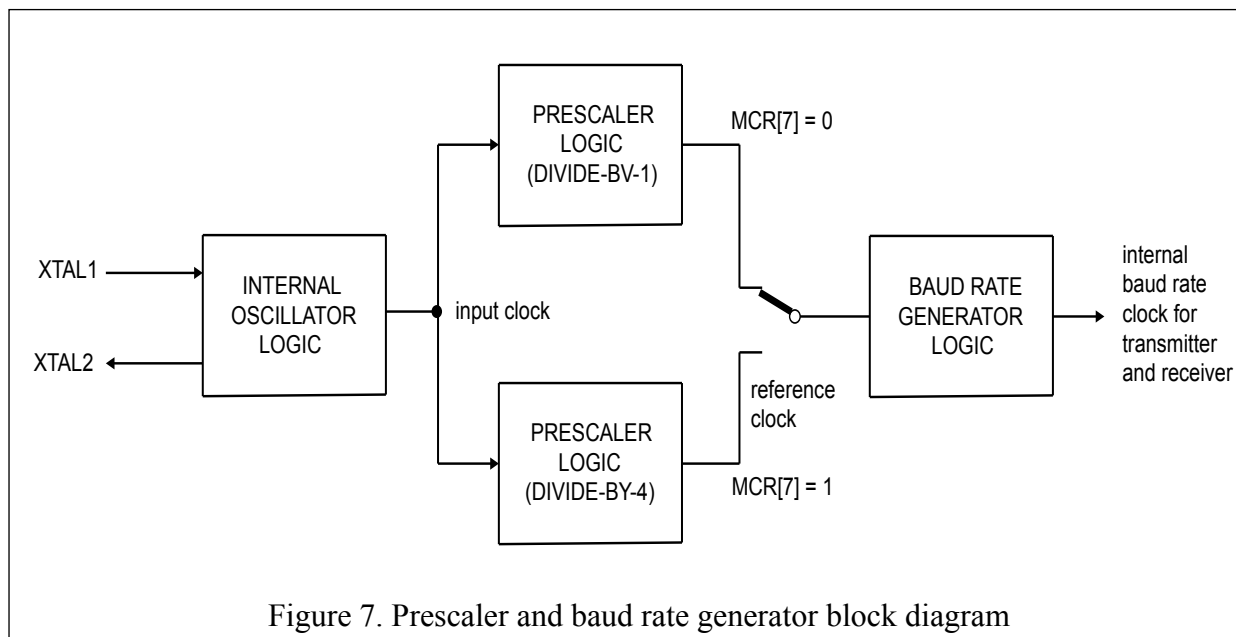 PRESCALER
LOGIC
(DIVIDE-BV-1)
MCR[7] = 0
XTAL1
XTAL2
INTERNAL
OSCILLATOR
LOGIC
input clock
BAUD RATE
GENERATOR
LOGIC
internal
baud rate
clock for
transmitter
and receiver
reference
clock
PRESCALER
LOGIC
(DIVIDE-BY-4)
MCR[7] = 1
Figure 7. Prescaler and baud rate generator block diagram